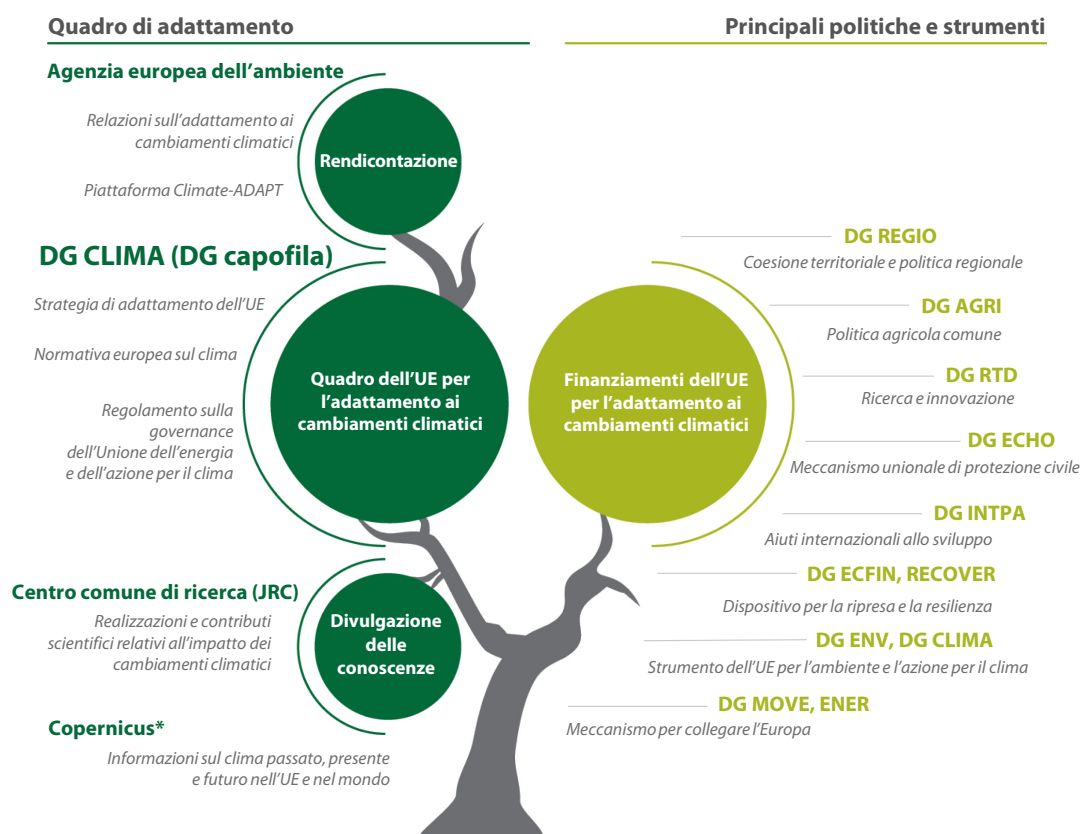 Quadro di adattamento
Agenzia europea dell'ambiente
Relazioni sull'adattamento ai
cambiamenti climatici
Piattaforma Climate-ADAPT
Rendicontazione
DG CLIMA (DG capofila)
Strategia di adattamento dell'UE
Normativa europea sul clima
Regolamento sulla
governance
dell'Unione dell'energia
e dell'azione per il clima
Quadro dell'UE per
l'adattamento ai
cambiamenti climatici
Centro comune di ricerca (JRC)
Realizzazioni e contributi
scientifici relativi all'impatto dei
cambiamenti climatici
Divulgazione
delle
conoscenze
Copernicus*
Informazioni sul clima passato, presente
e futuro nell'UE e nel mondo
Principali politiche e strumenti
Finanziamenti dell'UE
per l'adattamento ai
cambiamenti climatici
DG REGIO
Coesione territoriale e politica regionale
DG AGRI
Politica agricola comune
DG RTD
Ricerca e innovazione
DG ECHO
Meccanismo unionale di protezione civile
DG INTPA
Aiuti internazionali allo sviluppo
DG ECFIN, RECOVER
Dispositivo per la ripresa e la resilienza
DG ENV, DG CLIMA
Strumento dell'UE per l'ambiente e l'azione per il clima
DG MOVE, ENER
Meccanismo per collegare l'Europa